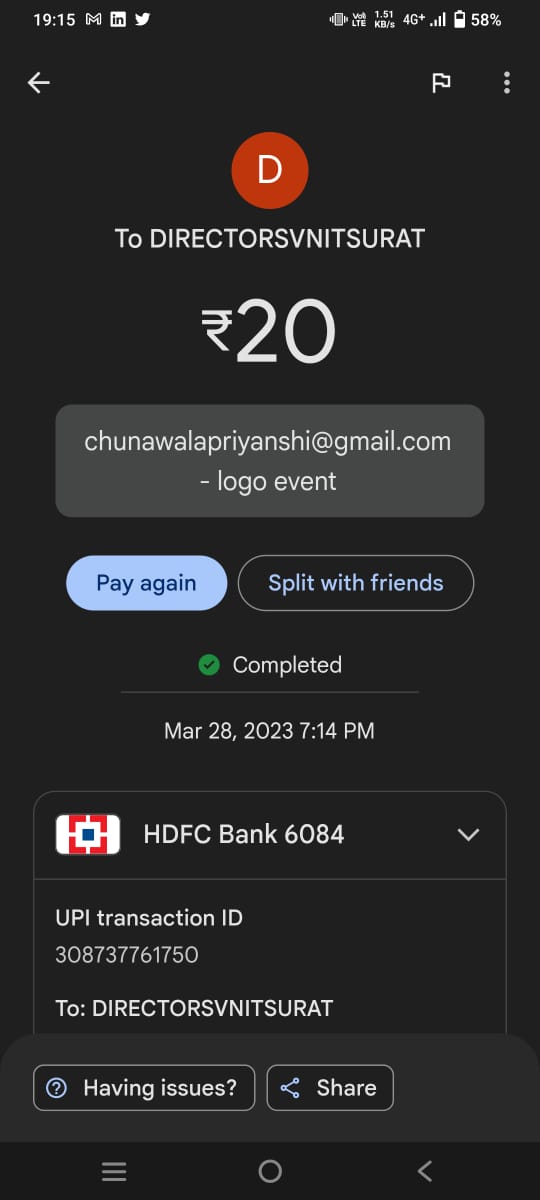 19:15 Vo) LTE 1.51 KB/s 4G+ 58%
D
To DIRECTORSVNITSURAT
₹20
chunawalapriyanshi@gmail.com
- logo event
Pay again Split with friends
Completed
Mar 28, 2023 7:14 PM
HDFC Bank 6084
UPI transaction ID
308737761750
To: DIRECTORSVNITSURAT
Having issues? Share